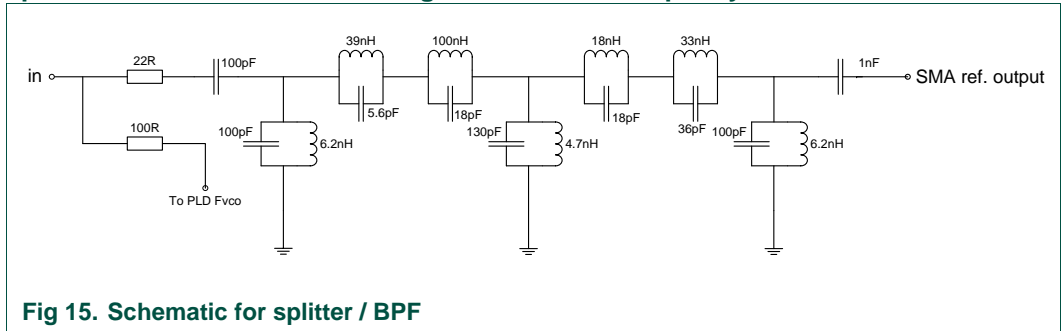 39nH
100nH
18nH
33nH
22R
100pF
1nF
in
SMA ref. output
5.6pF
18pF
18pF
36pF
100R
100pF
6.2nH
130pF
4.7nH
100pF
6.2nH
To PLD Fvco
Fig 15. Schematic for splitter / BPF